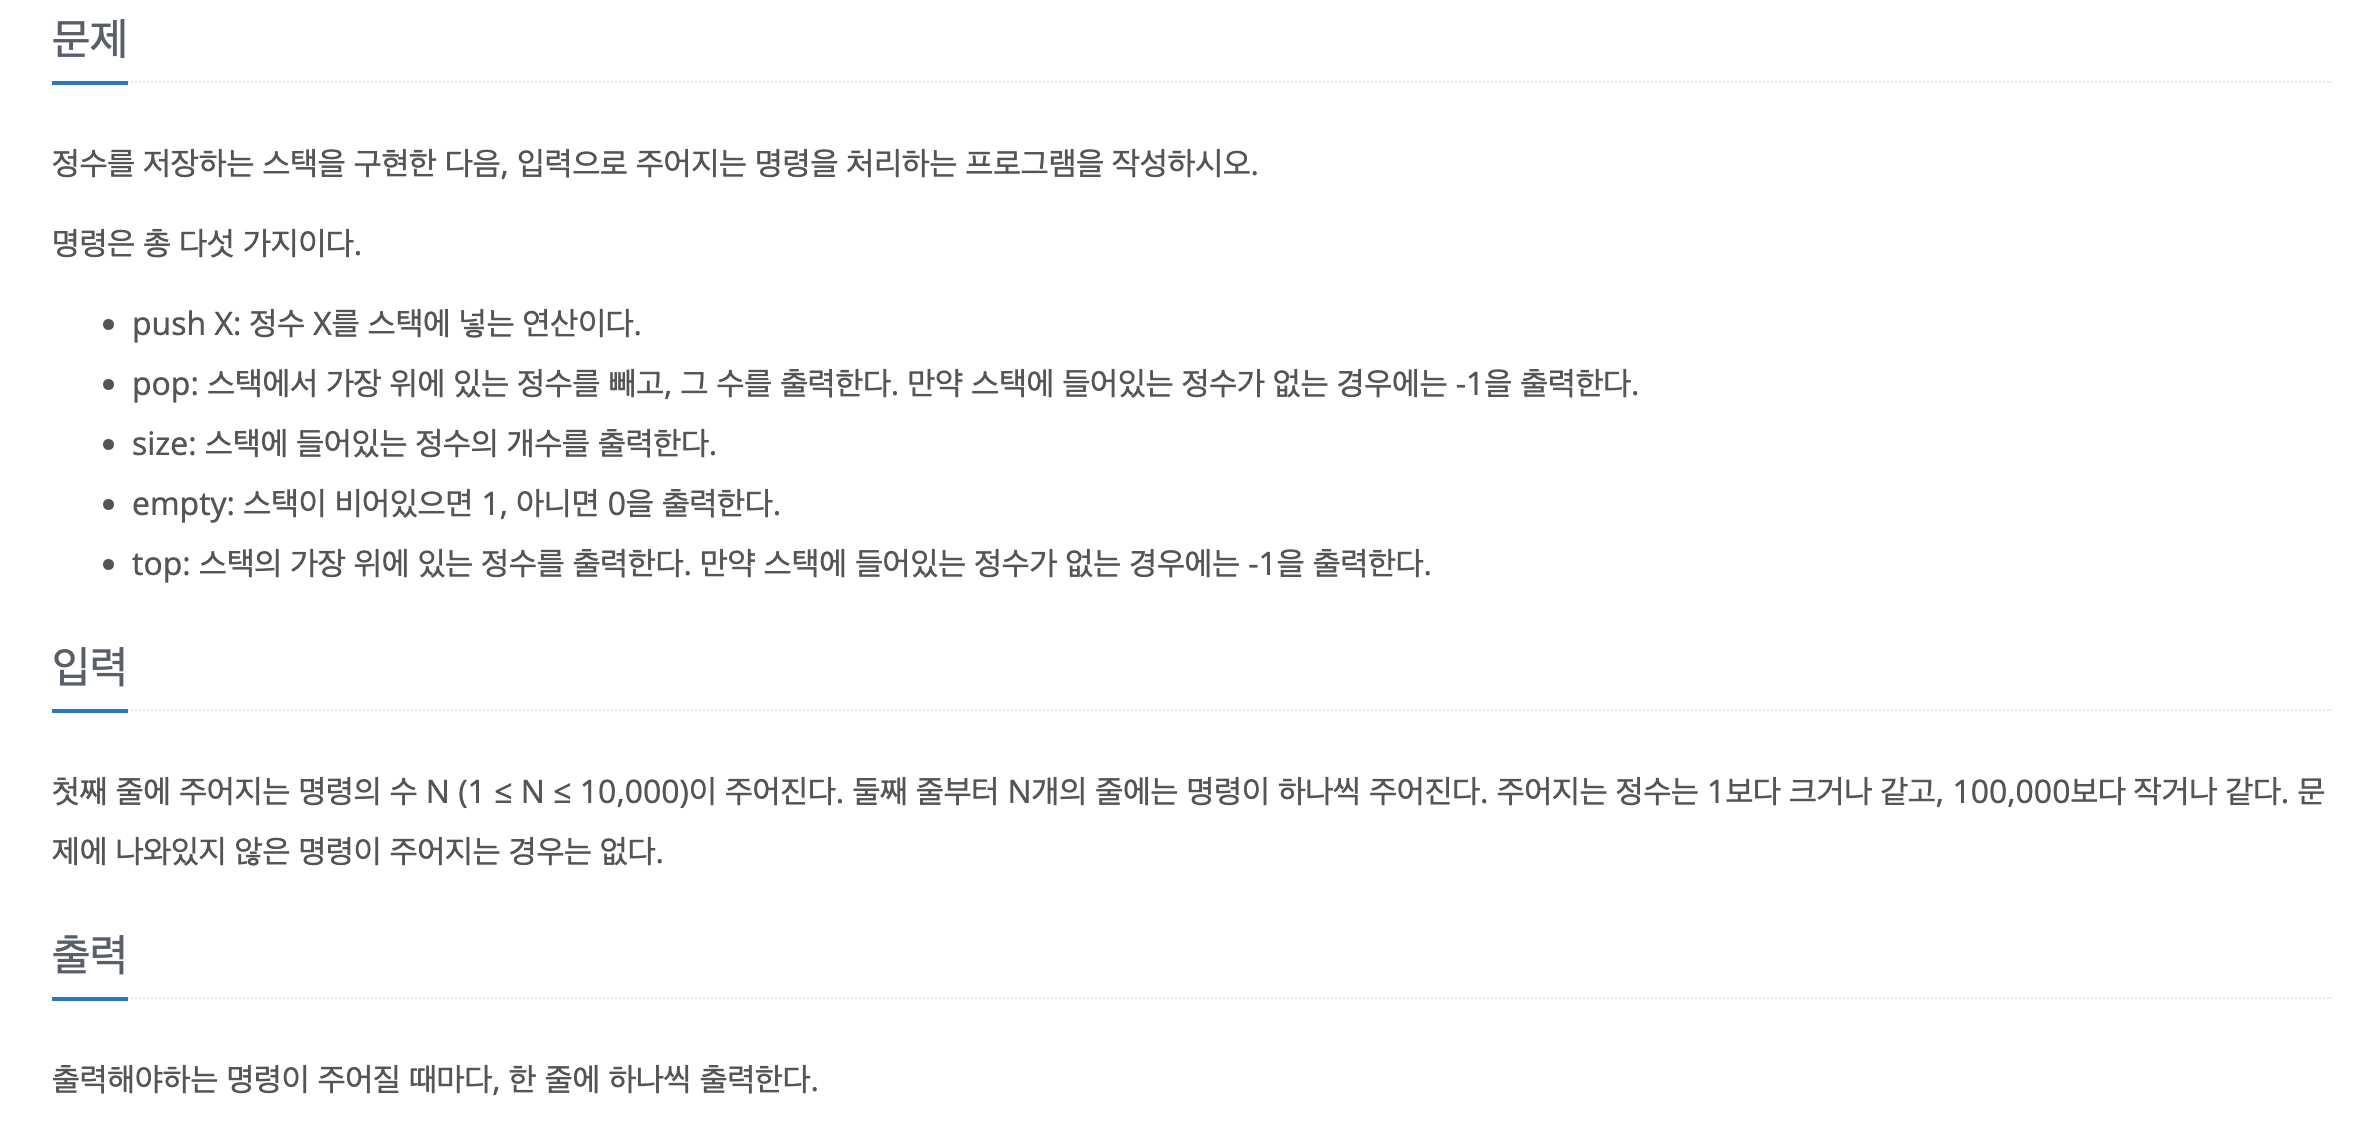 문제
정수를 저장하는 스택을 구현한 다음, 입력으로 주어지는 명령을 처리하는 프로그램을 작성하시오.
명령은 총 다섯 가지이다.
• push X: 정수 X를 스택에 넣는 연산이다.
• pop: 스택에서 가장 위에 있는 정수를 빼고, 그 수를 출력한다. 만약 스택에 들어있는 정수가 없는 경우에는 -1을 출력한다.
• size: 스택에 들어있는 정수의 개수를 출력한다.
• empty: 스택이 비어있으면 1, 아니면 0을 출력한다.
• top: 스택의 가장 위에 있는 정수를 출력한다. 만약 스택에 들어있는 정수가 없는 경우에는 -1을 출력한다.
입력
첫째 줄에 주어지는 명령의 수 N (1 ≤ N ≤ 10,000)이 주어진다. 둘째 줄부터 N개의 줄에는 명령이 하나씩 주어진다. 주어지는 정수는 1보다 크거나 같고, 100,000보다 작거나 같다. 문
제에 나와있지 않은 명령이 주어지는 경우는 없다.
출력
출력해야하는 명령이 주어질 때마다, 한 줄에 하나씩 출력한다.